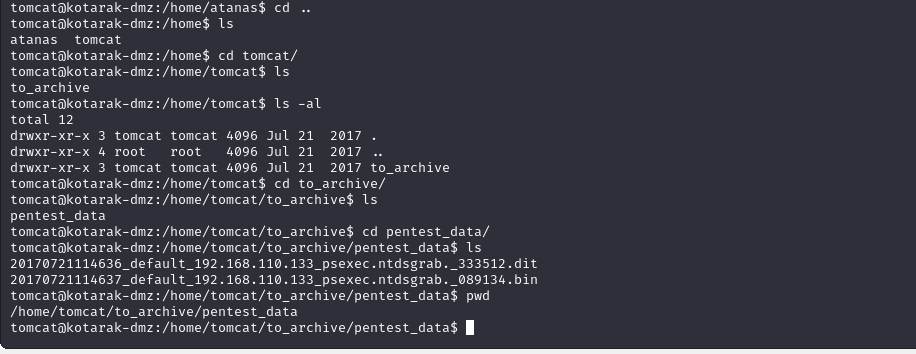 tomcat@kotarak-dmz:/home/atanas$ cd ..
tomcat@kotarak-dmz:/home$ ls
atanas  tomcat
tomcat@kotarak-dmz:/home$ cd tomcat/
tomcat@kotarak-dmz:/home/tomcat$ ls
to_archive
tomcat@kotarak-dmz:/home/tomcat$ ls -al
total 12
drwxr-xr-x 3 tomcat tomcat 4096 Jul 21  2017 .
drwxr-xr-x 4 root   root   4096 Jul 21  2017 ..
drwxr-xr-x 3 tomcat tomcat 4096 Jul 21  2017 to_archive
tomcat@kotarak-dmz:/home/tomcat$ cd to_archive/
tomcat@kotarak-dmz:/home/tomcat/to_archive$ ls
pentest_data
tomcat@kotarak-dmz:/home/tomcat/to_archive$ cd pentest_data/
tomcat@kotarak-dmz:/home/tomcat/to_archive/pentest_data$ ls
20170721114636_default_192.168.110.133_psexec.ntdsgrab._333512.dit
20170721114637_default_192.168.110.133_psexec.ntdsgrab._089134.bin
tomcat@kotarak-dmz:/home/tomcat/to_archive/pentest_data$ pwd
/home/tomcat/to_archive/pentest_data
tomcat@kotarak-dmz:/home/tomcat/to_archive/pentest_data$